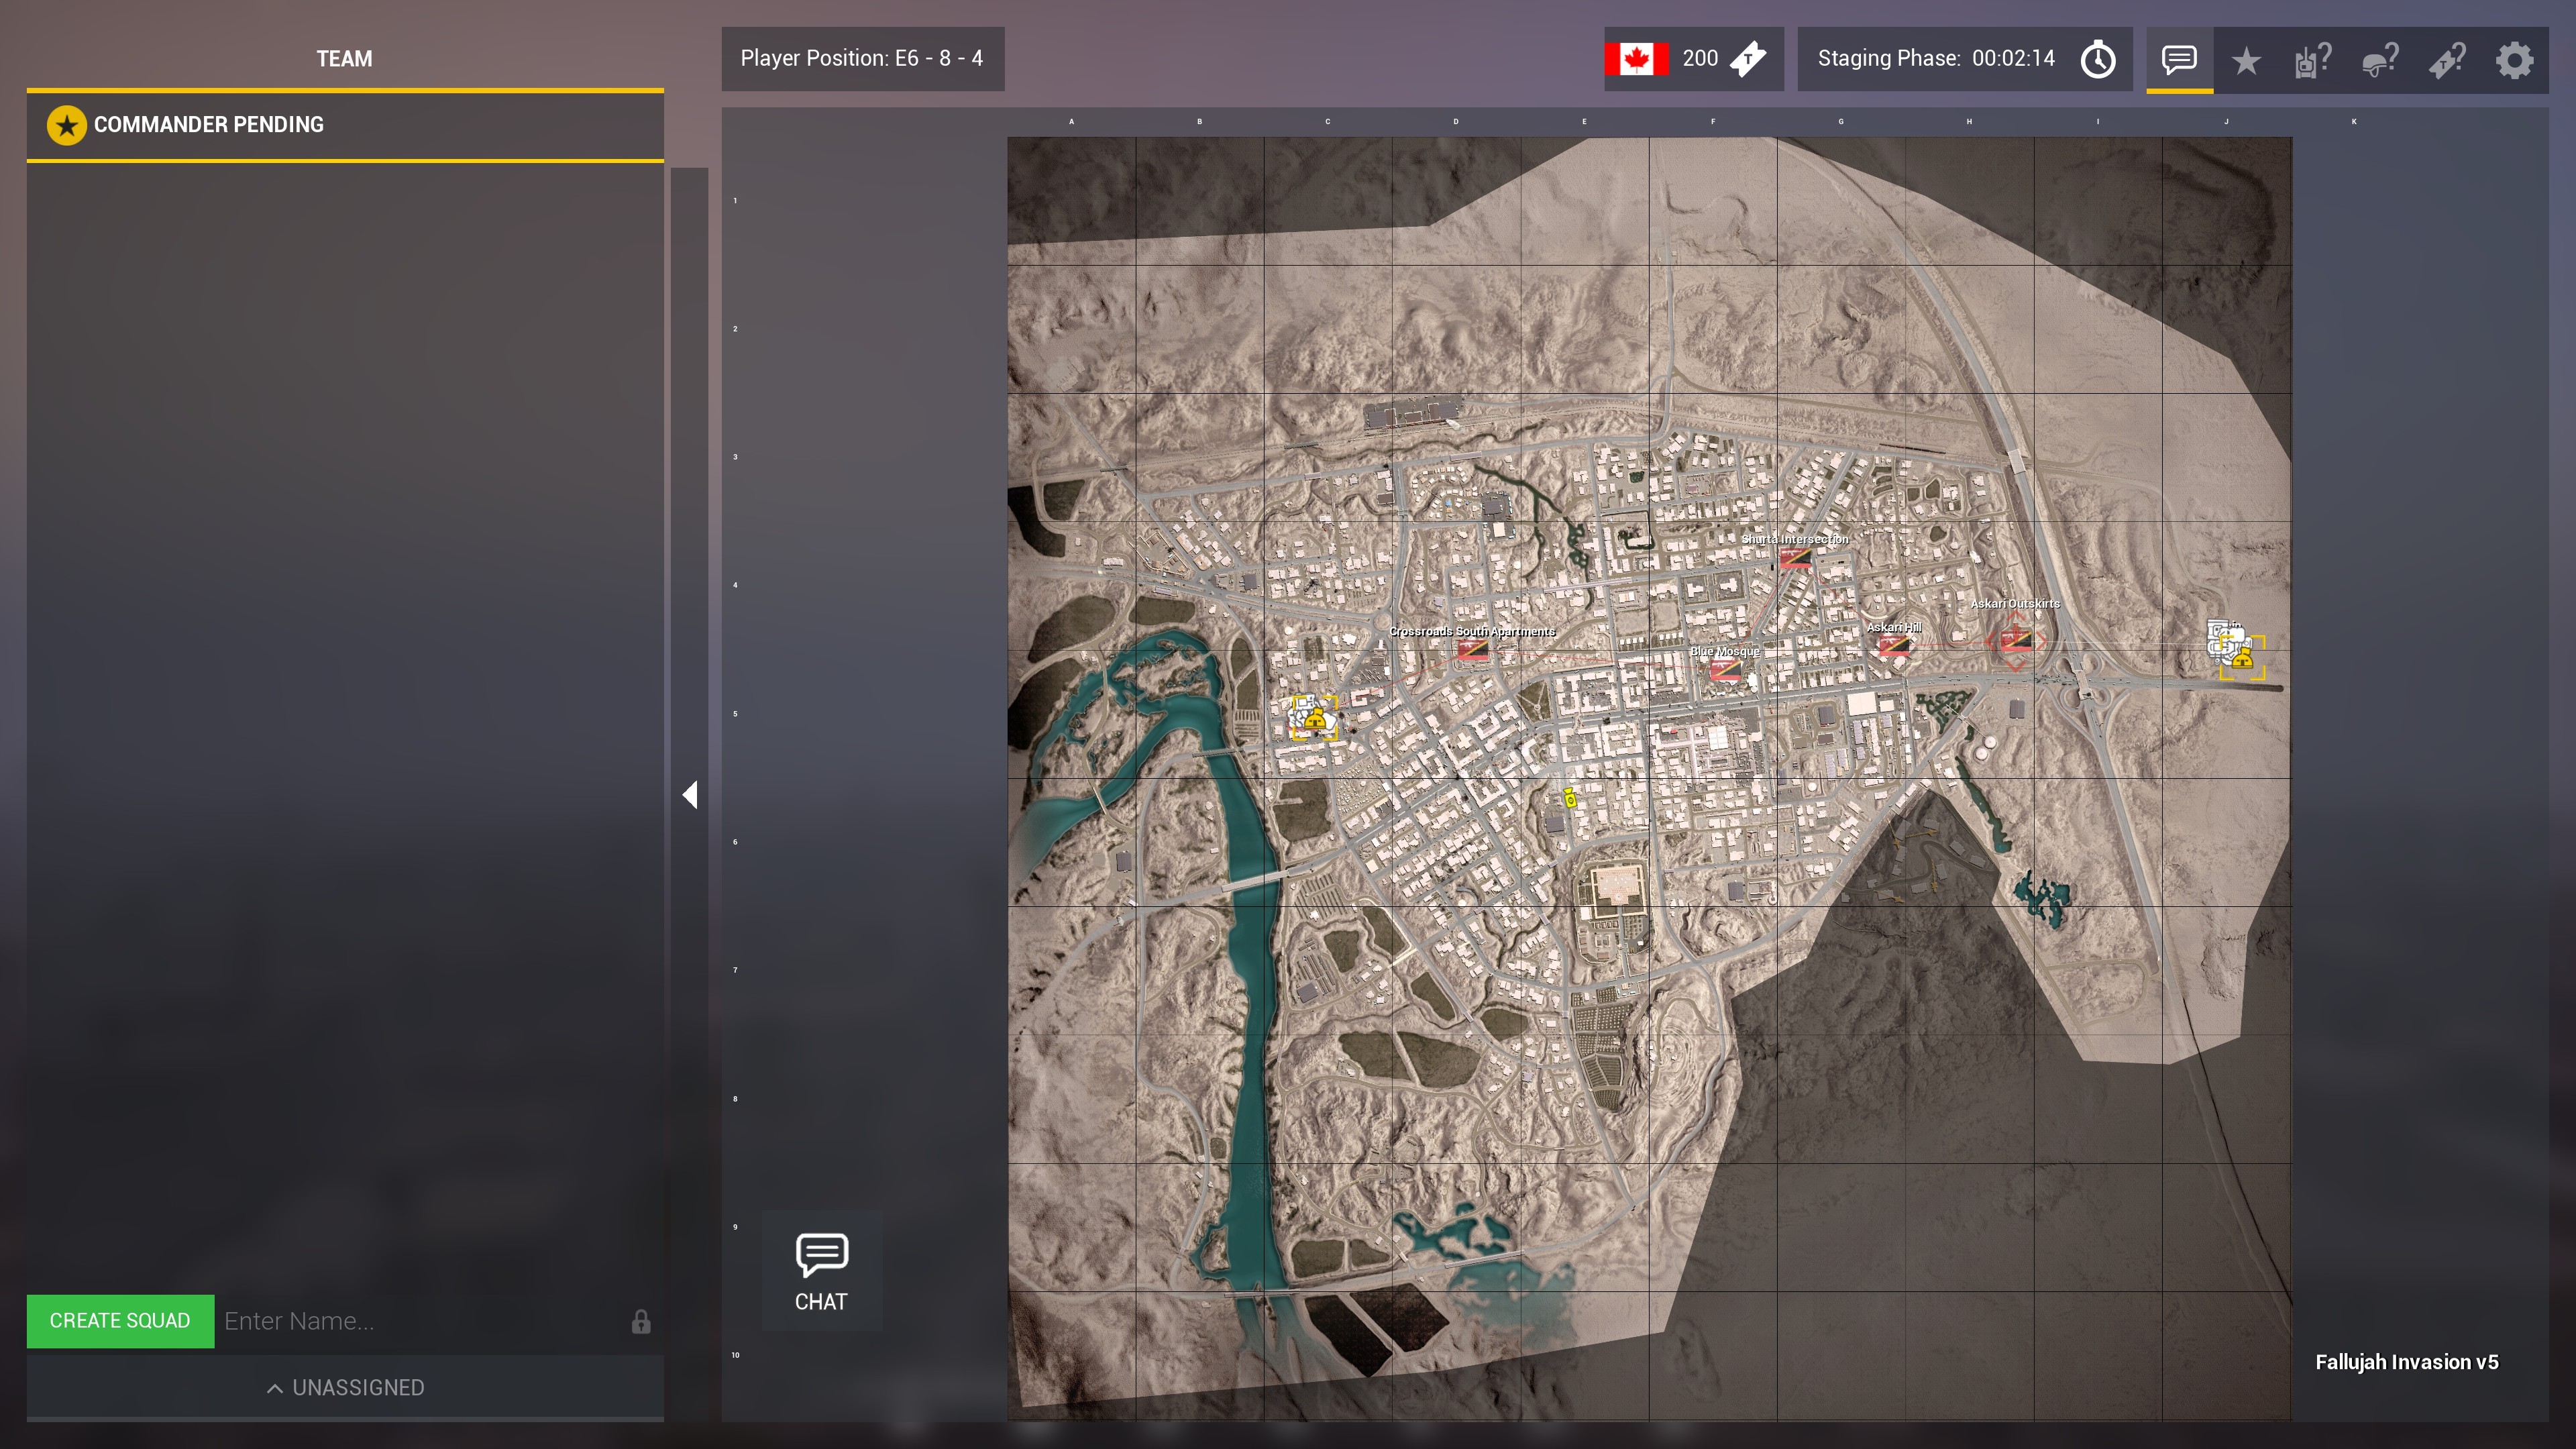 TEAM
Player Position: E6 - 8 - 4
200
Staging Phase: 00:02:14
COMMANDER PENDING
A B C D E F G H I J K
1
2
3
4
5
6
7
8
9
10
Shurta Intersection
Askari Outskirts
Askari Hill
Crossroads South Apartments
Blue Mosque
CHAT
CREATE SQUAD
Enter Name...
UNASSIGNED
Fallujah Invasion v5